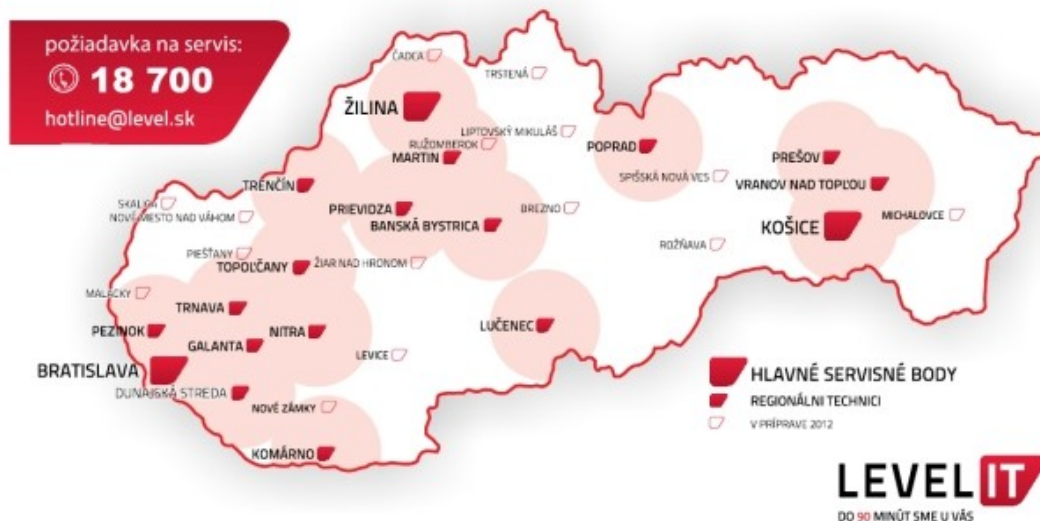 požiadavka na servis:
18 700
hotline@level.sk
ČADCA
TRSTENÁ
ŽILINA
LIPTOVSKÝ MIKULÁŠ
RUŽOMBEROK
MARTIN
POPRAD
PREŠOV
TRENČÍN
SPIŠSKÁ NOVÁ VES
VRANOV NAD TOPĽOU
SKALICA
NOVÉ MESTO NAD VÁHOM
PRIEVIDZA
BREZNO
BANSKÁ BYSTRICA
MICHALOVCE
KOŠICE
ROŽŇAVA
PIEŠŤANY
TOPOĽČANY
ŽIAR NAD HRONOM
MALACKY
TRNAVA
PEZINOK
NITRA
LUČENEC
GALANTA
LEVICE
BRATISLAVA
DUNAJSKÁ STREDA
NOVÉ ZÁMKY
KOMÁRNO
HLAVNÉ SERVISNÉ BODY
REGIONÁLNI TECHNICI
V PRÍPRAVE 2012
LEVEL IT
DO 90 MINÚT SME U VÁS